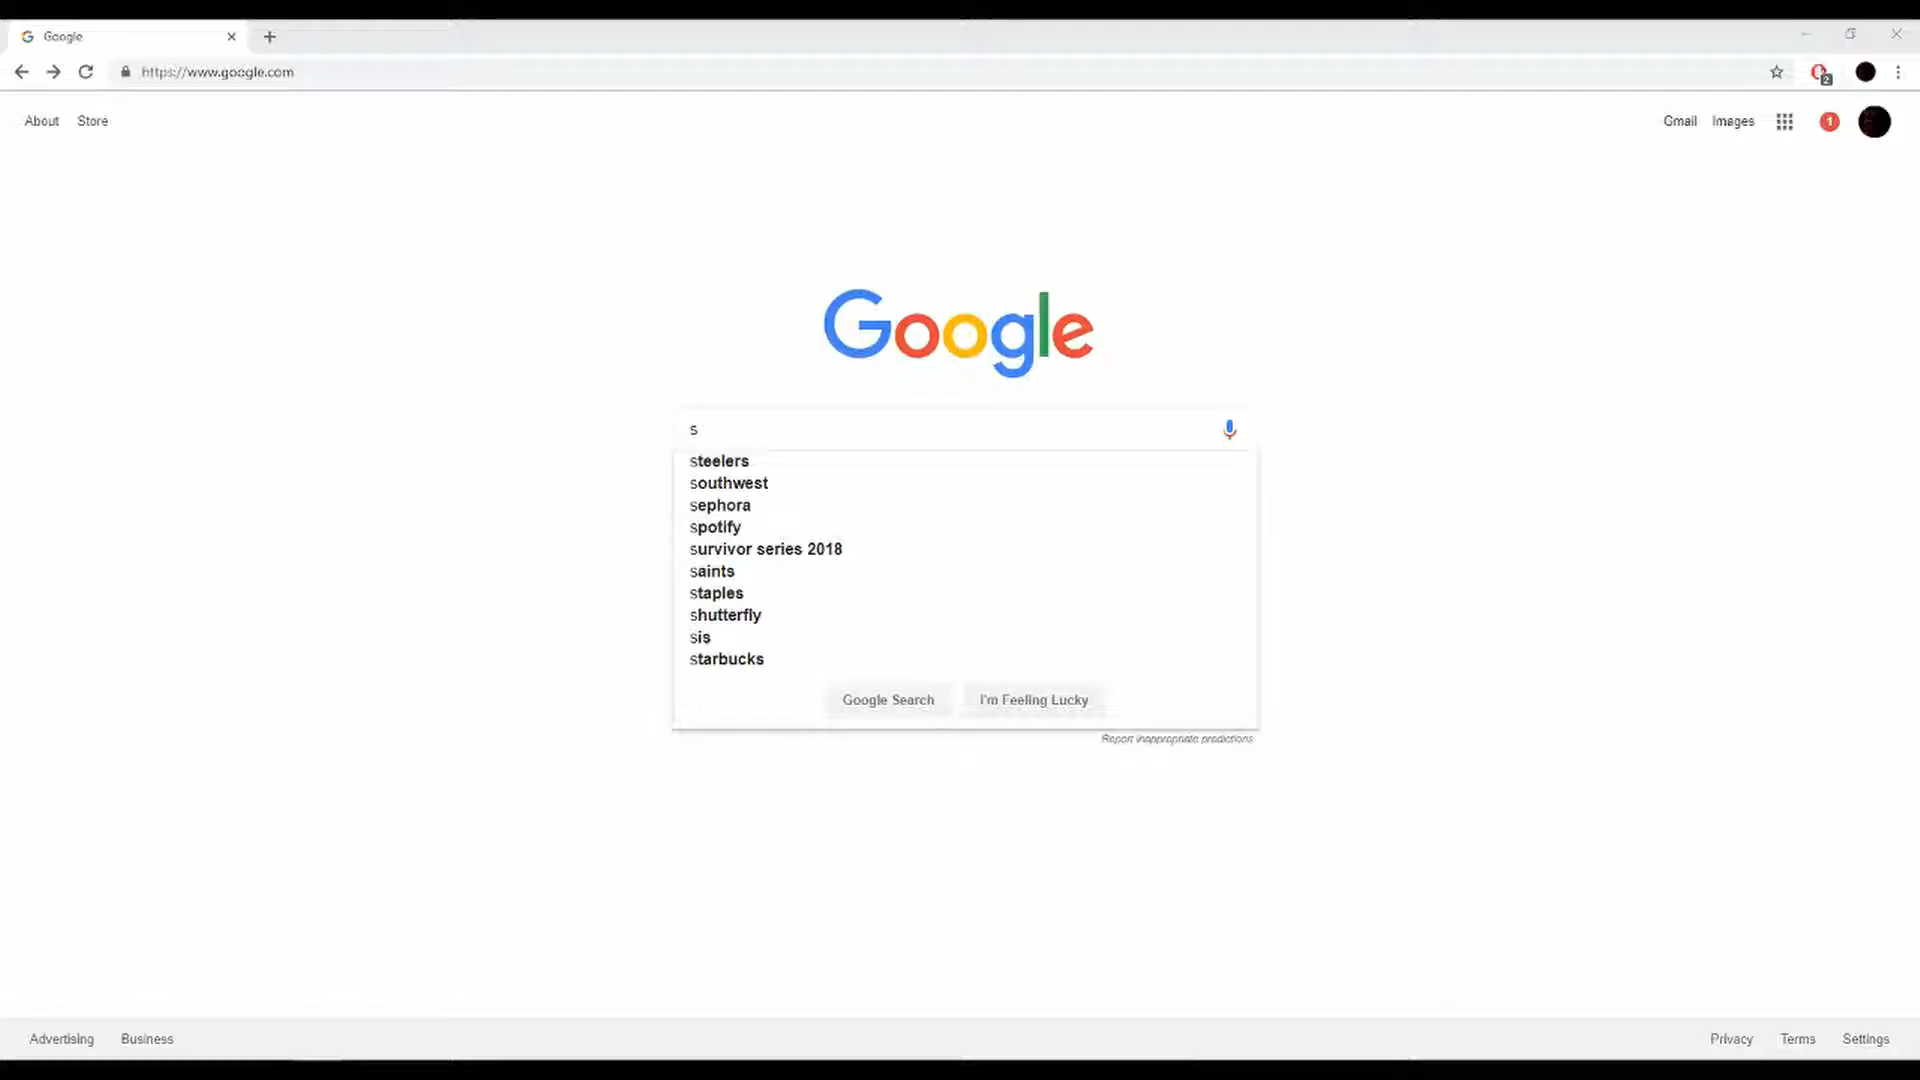 Google
https://www.google.com
2
About Store
Gmail Images
1
Google
s
steelers
southwest
sephora
spotify
survivor series 2018
saints
staples
shutterfly
sis
starbucks
Google Search I'm Feeling Lucky
Report inappropriate predictions
Advertising Business
Privacy Terms Settings